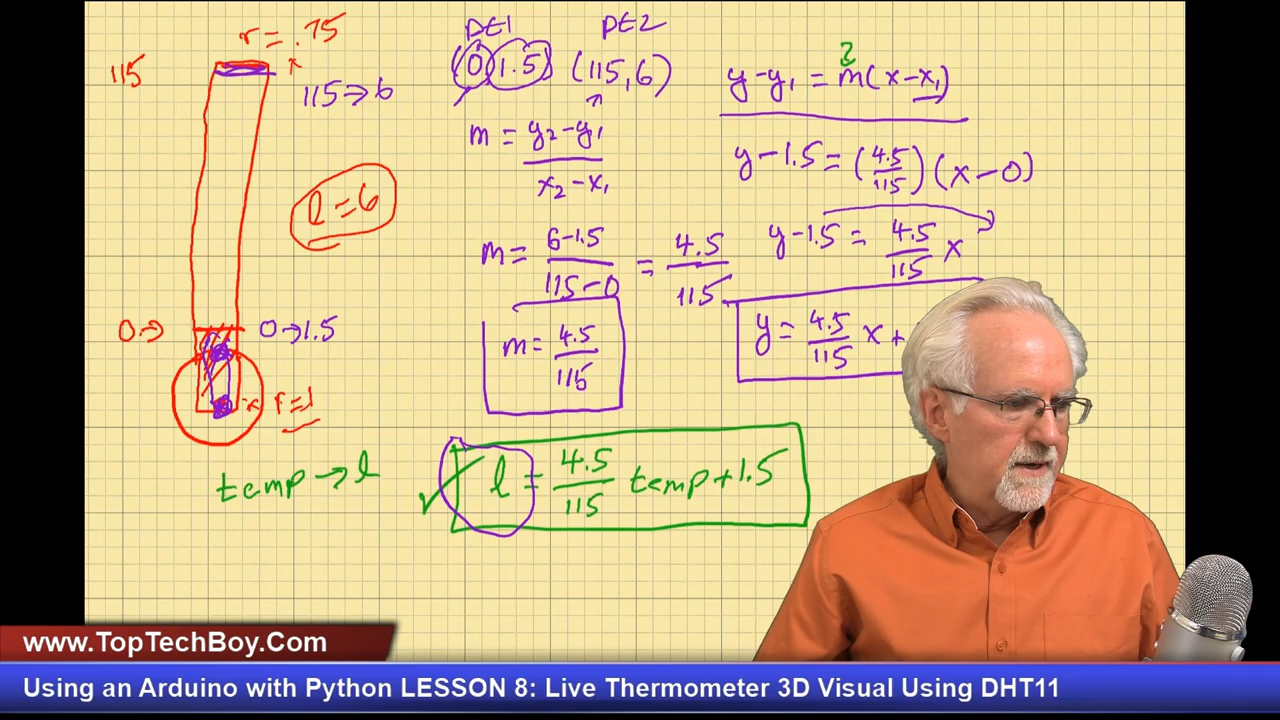 r = .75
115
x
115 ⇒ 6
l = 6
0 →
0 → 1.5
x r = 1
temp → l
pt1 pt2
(0, 1.5) (115, 6)
m = y2 - y1 / x2 - x1
m = 6-1.5 / 115-0 = 4.5 / 115
m = 4.5 / 115
y - y1 = m(x - x1)
y - 1.5 = (4.5 / 115) (x - 0)
y - 1.5 = 4.5 / 115 x
y = 4.5 / 115 x +
l = 4.5 / 115 temp + 1.5
www.TopTechBoy.Com
Using an Arduino with Python LESSON 8: Live Thermometer 3D Visual Using DHT11